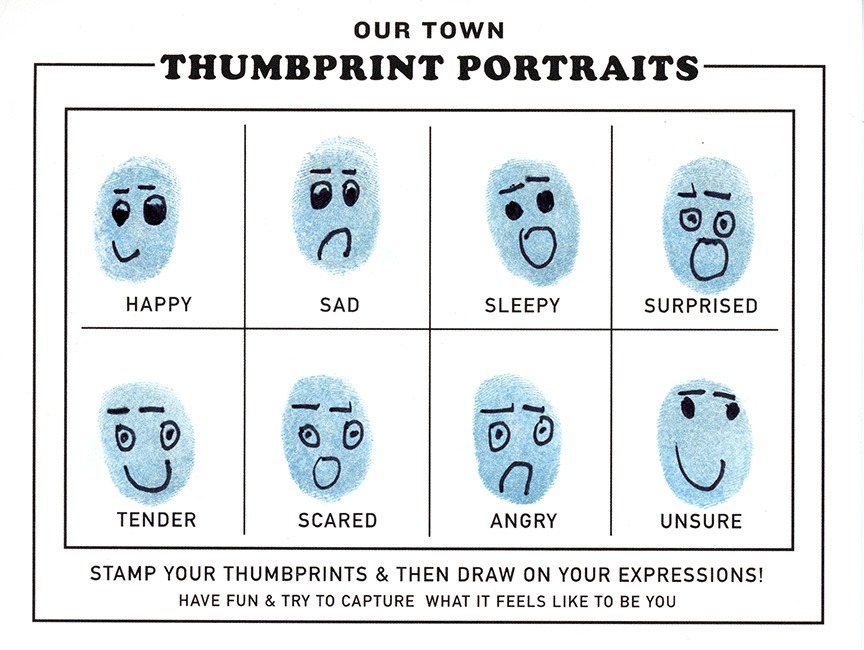 OUR TOWN
THUMBPRINT PORTRAITS
HAPPY SAD SLEEPY SURPRISED
TENDER SCARED ANGRY UNSURE
STAMP YOUR THUMBPRINTS & THEN DRAW ON YOUR EXPRESSIONS!
HAVE FUN & TRY TO CAPTURE WHAT IT FEELS LIKE TO BE YOU